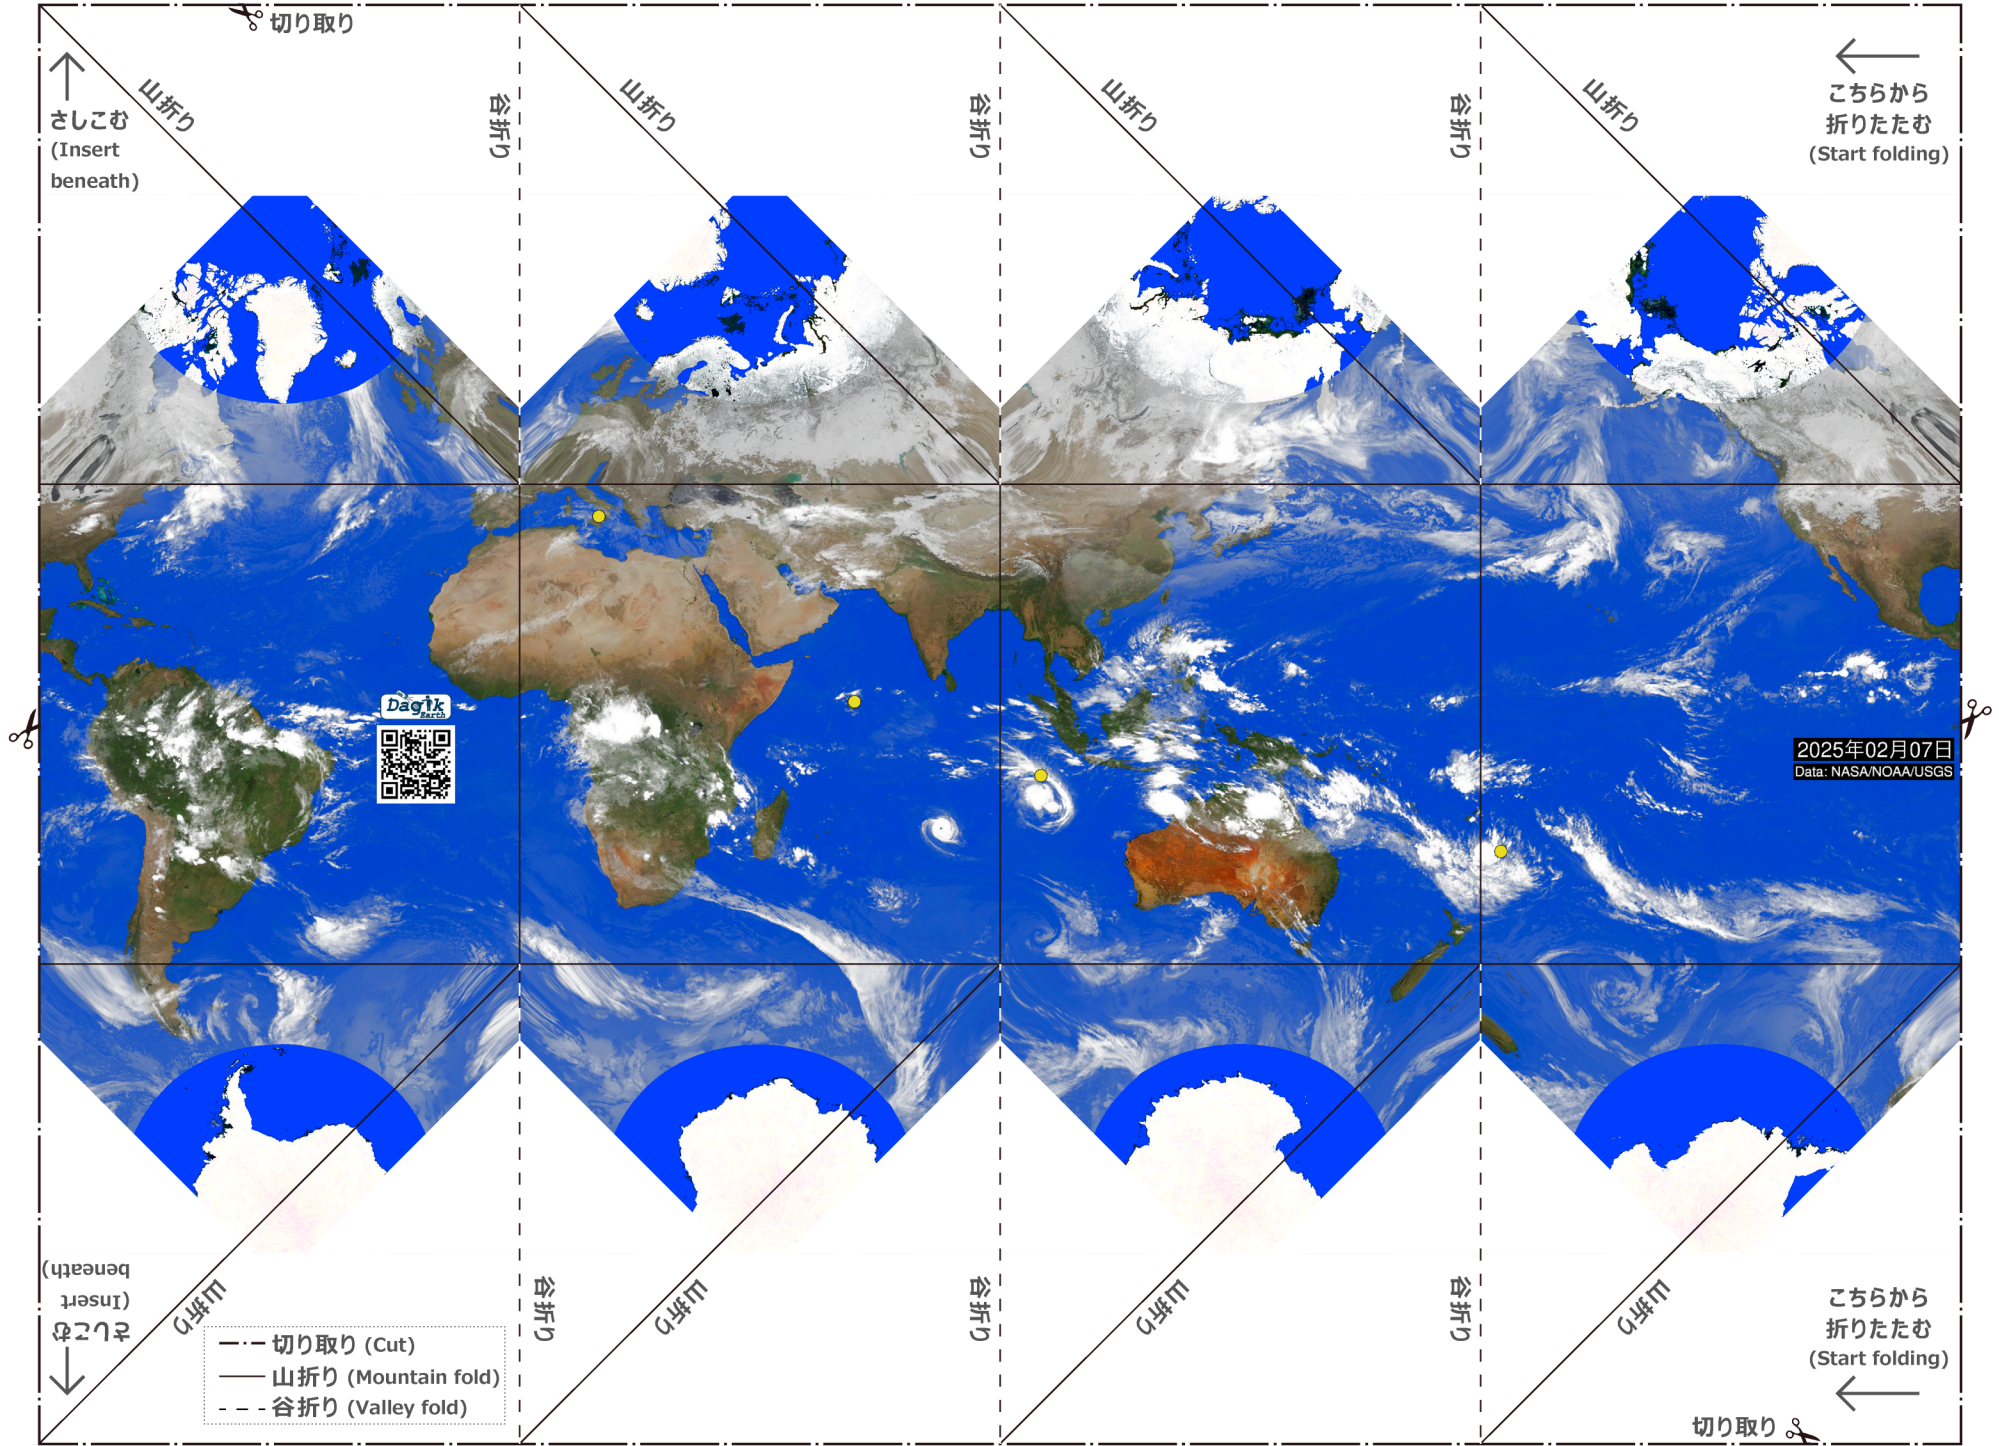 切り取り
さしこむ
(Insert
beneath)
山折り
谷折り
山折り
谷折り
山折り
谷折り
山折り
こちらから
折りたたむ
(Start folding)
Dagik
Earth
2025年02月07日
Data: NASA/NOAA/USGS
さしこむ
(Insert
beneath)
山折り
谷折り
山折り
谷折り
山折り
谷折り
山折り
こちらから
折りたたむ
(Start folding)
切り取り (Cut)
山折り (Mountain fold)
谷折り (Valley fold)
切り取り